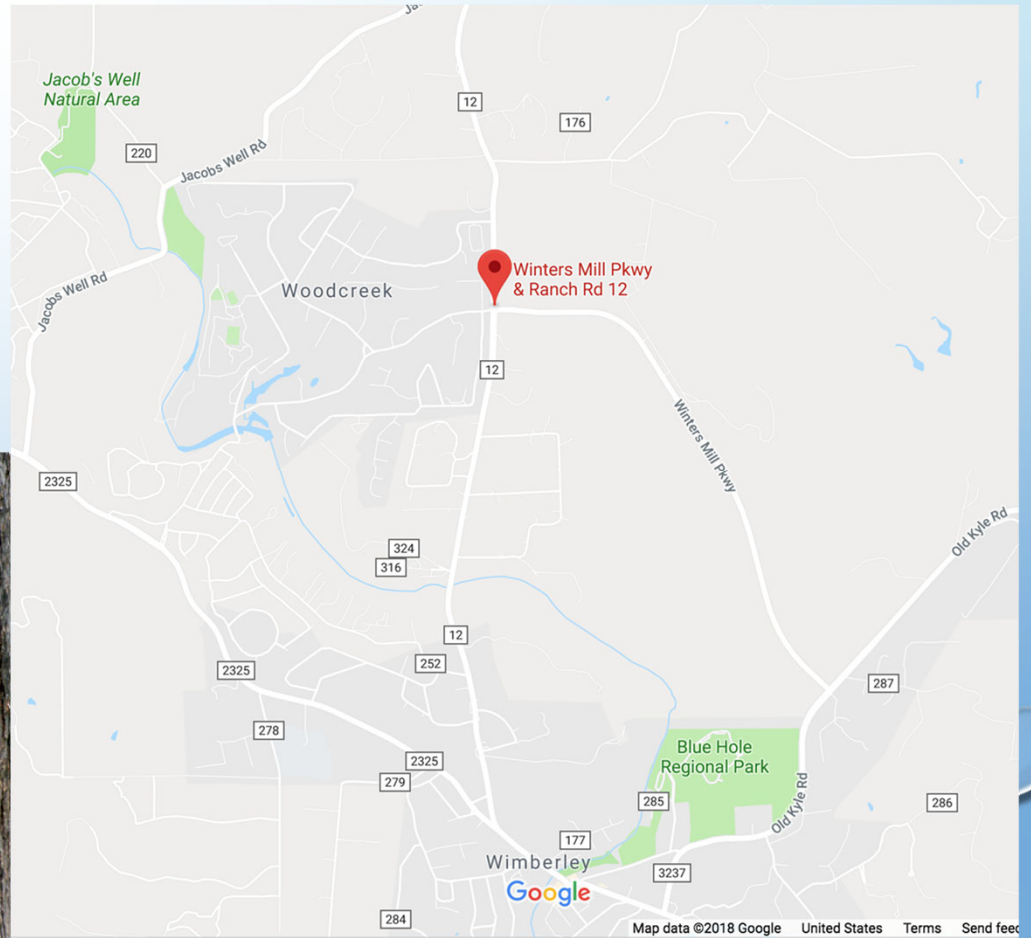 Jacob's Well
Natural Area
12
176
220
Jacobs Well Rd
Winters Mill Pkwy
& Ranch Rd 12
Woodcreek
Jacobs Well Rd
12
Winters Mill Pkwy
2325
Old Kyle Rd
324
316
12
252
2325
287
278
Blue Hole
Regional Park
2325
279
285
286
Old Kyle Rd
177
Wimberley
3237
Google
284
Map data ©2018 Google United States Terms Send